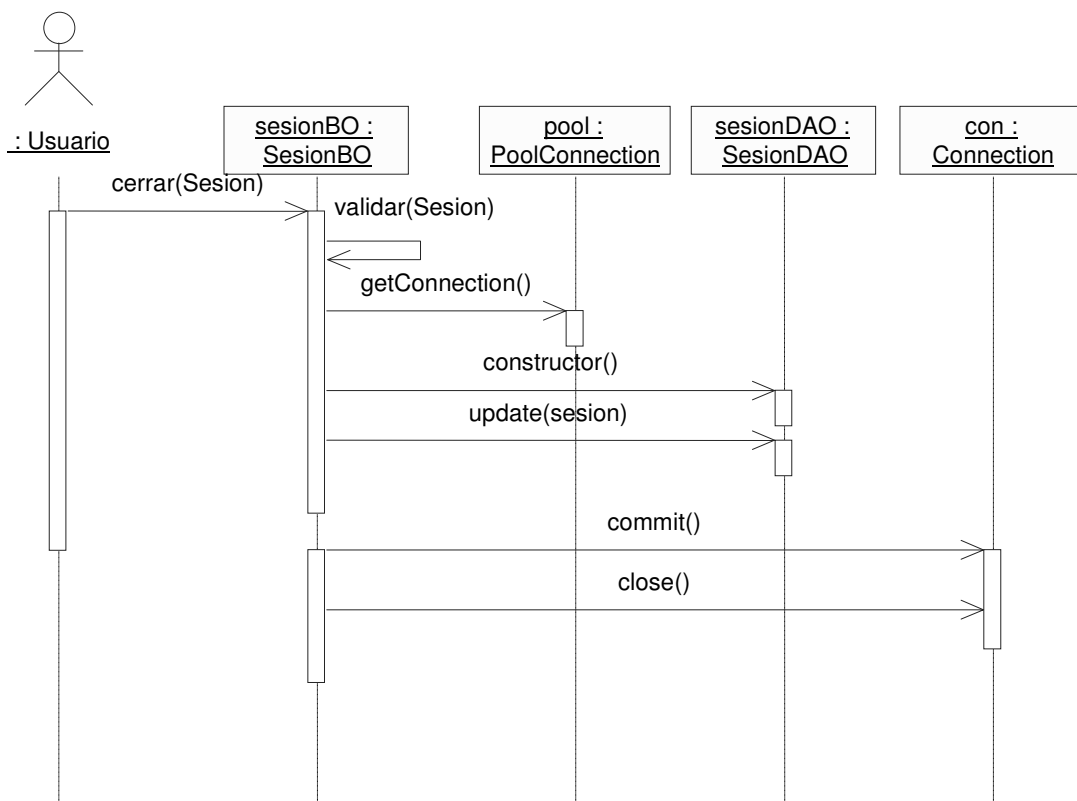 : Usuario
sesionBO :
SesionBO
pool :
PoolConnection
sesionDAO :
SesionDAO
con :
Connection
cerrar(Sesion)
validar(Sesion)
getConnection()
constructor()
update(sesion)
commit()
close()